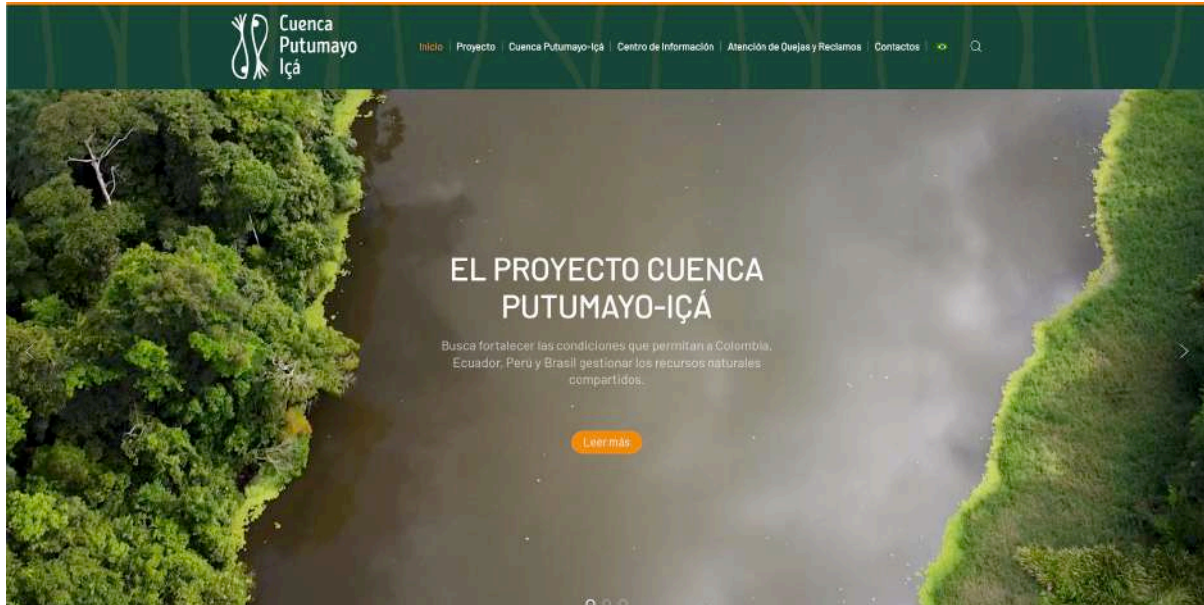 Cuenca
Putumayo
Içá
Inicio
Proyecto
Cuenca Putumayo-Içá
Centro de Información
Atención de Quejas y Reclamos
Contactos
EL PROYECTO CUENCA
PUTUMAYO-IÇÁ
Busca fortalecer las condiciones que permitan a Colombia,
Ecuador, Perú y Brasil gestionar los recursos naturales
compartidos.
Leer más